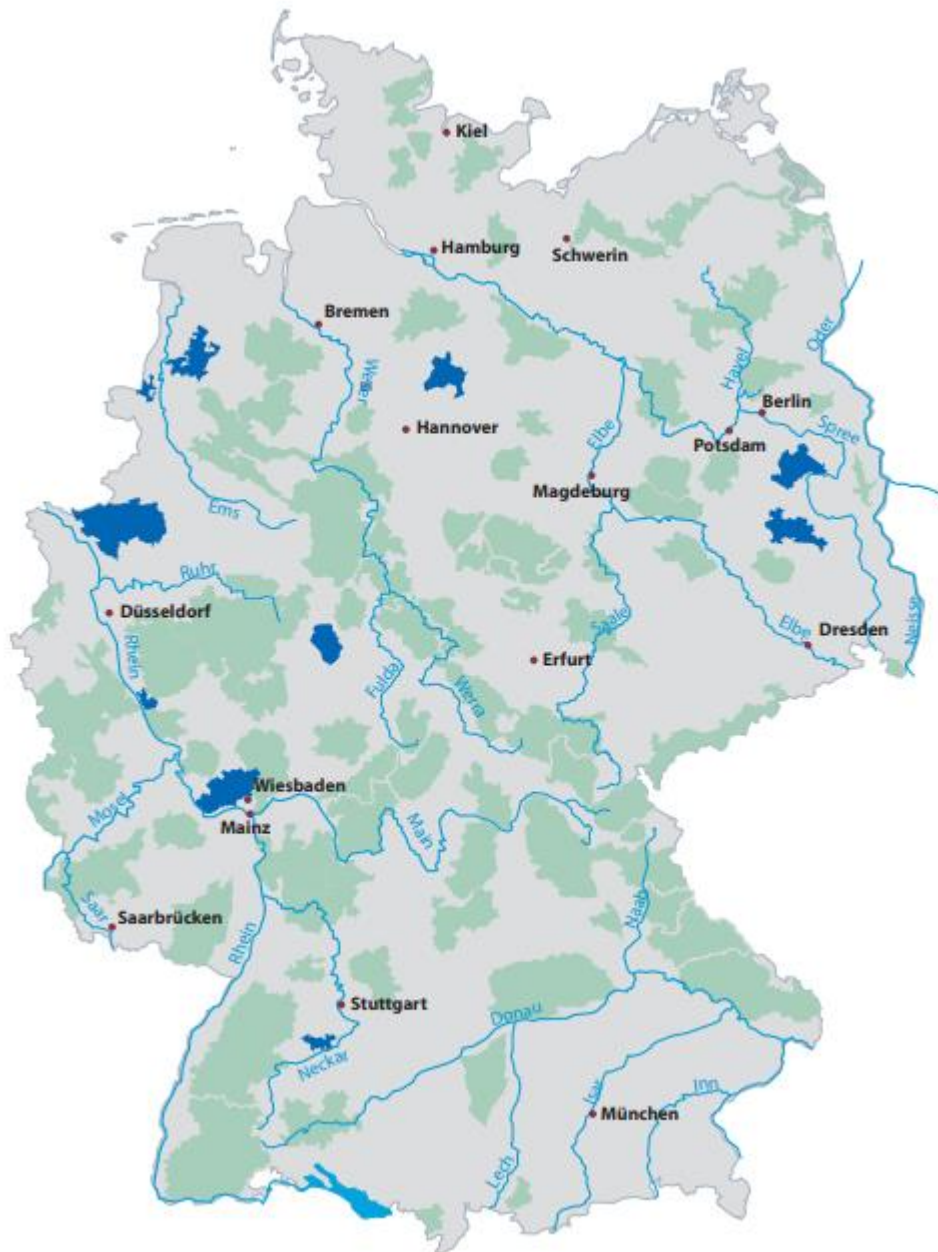 Kiel
Hamburg
Schwerin
Bremen
Weser
Oder
Havel
Berlin
Hannover
Elbe
Potsdam
Spree
Magdeburg
Ems
Ruhr
Düsseldorf
Rhein
Saale
Elbe
Dresden
Neisse
Erfurt
Fulda
Werra
Wiesbaden
Mosel
Mainz
Main
Saar
Saarbrücken
Rhein
Naab
Stuttgart
Donau
Neckar
Isar
Inn
München
Lech